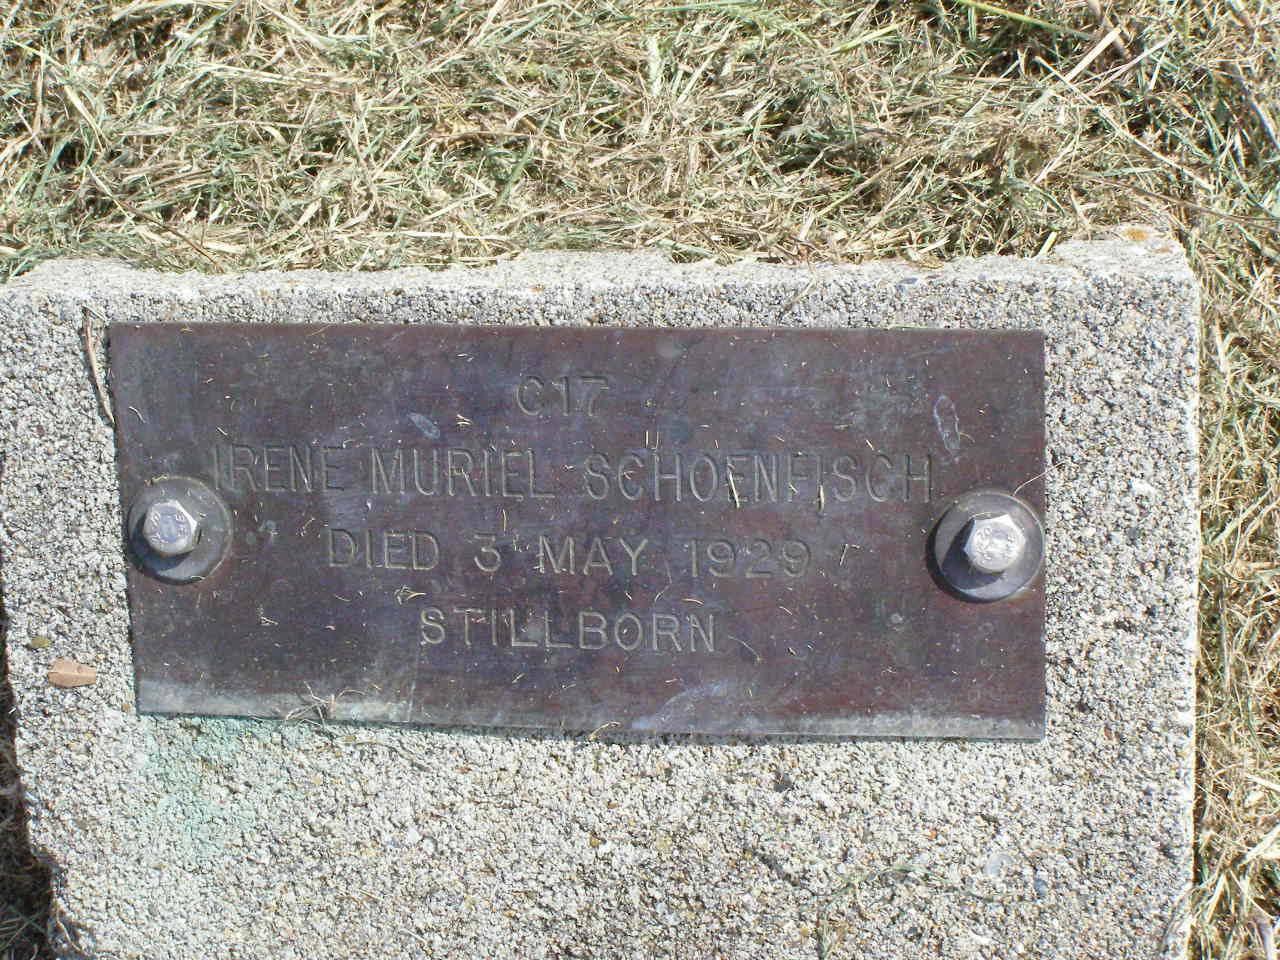 C17
IRENE MURIEL SCHOENFISCH
DIED 3 MAY 1929
STILLBORN